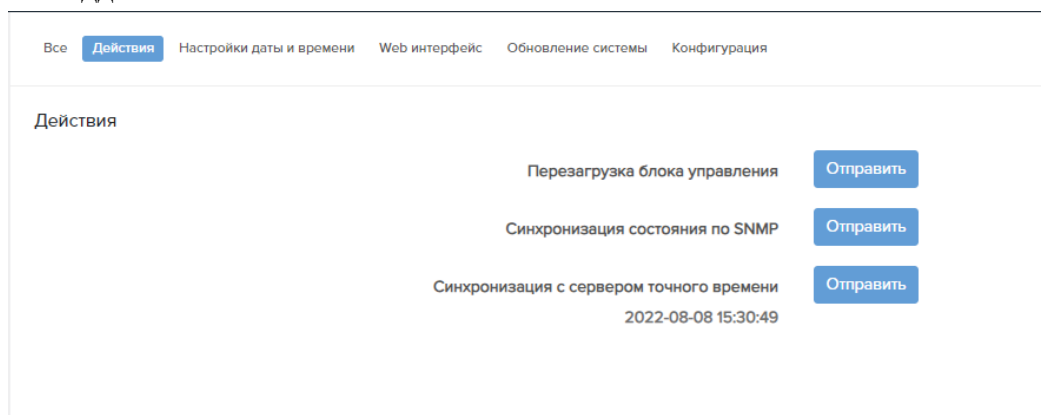 Все Действия Настройки даты и времени Web интерфейс Обновление системы Конфигурация
Действия
Перезагрузка блока управления Отправить
Синхронизация состояния по SNMP Отправить
Синхронизация с сервером точного времени Отправить
2022-08-08 15:30:49